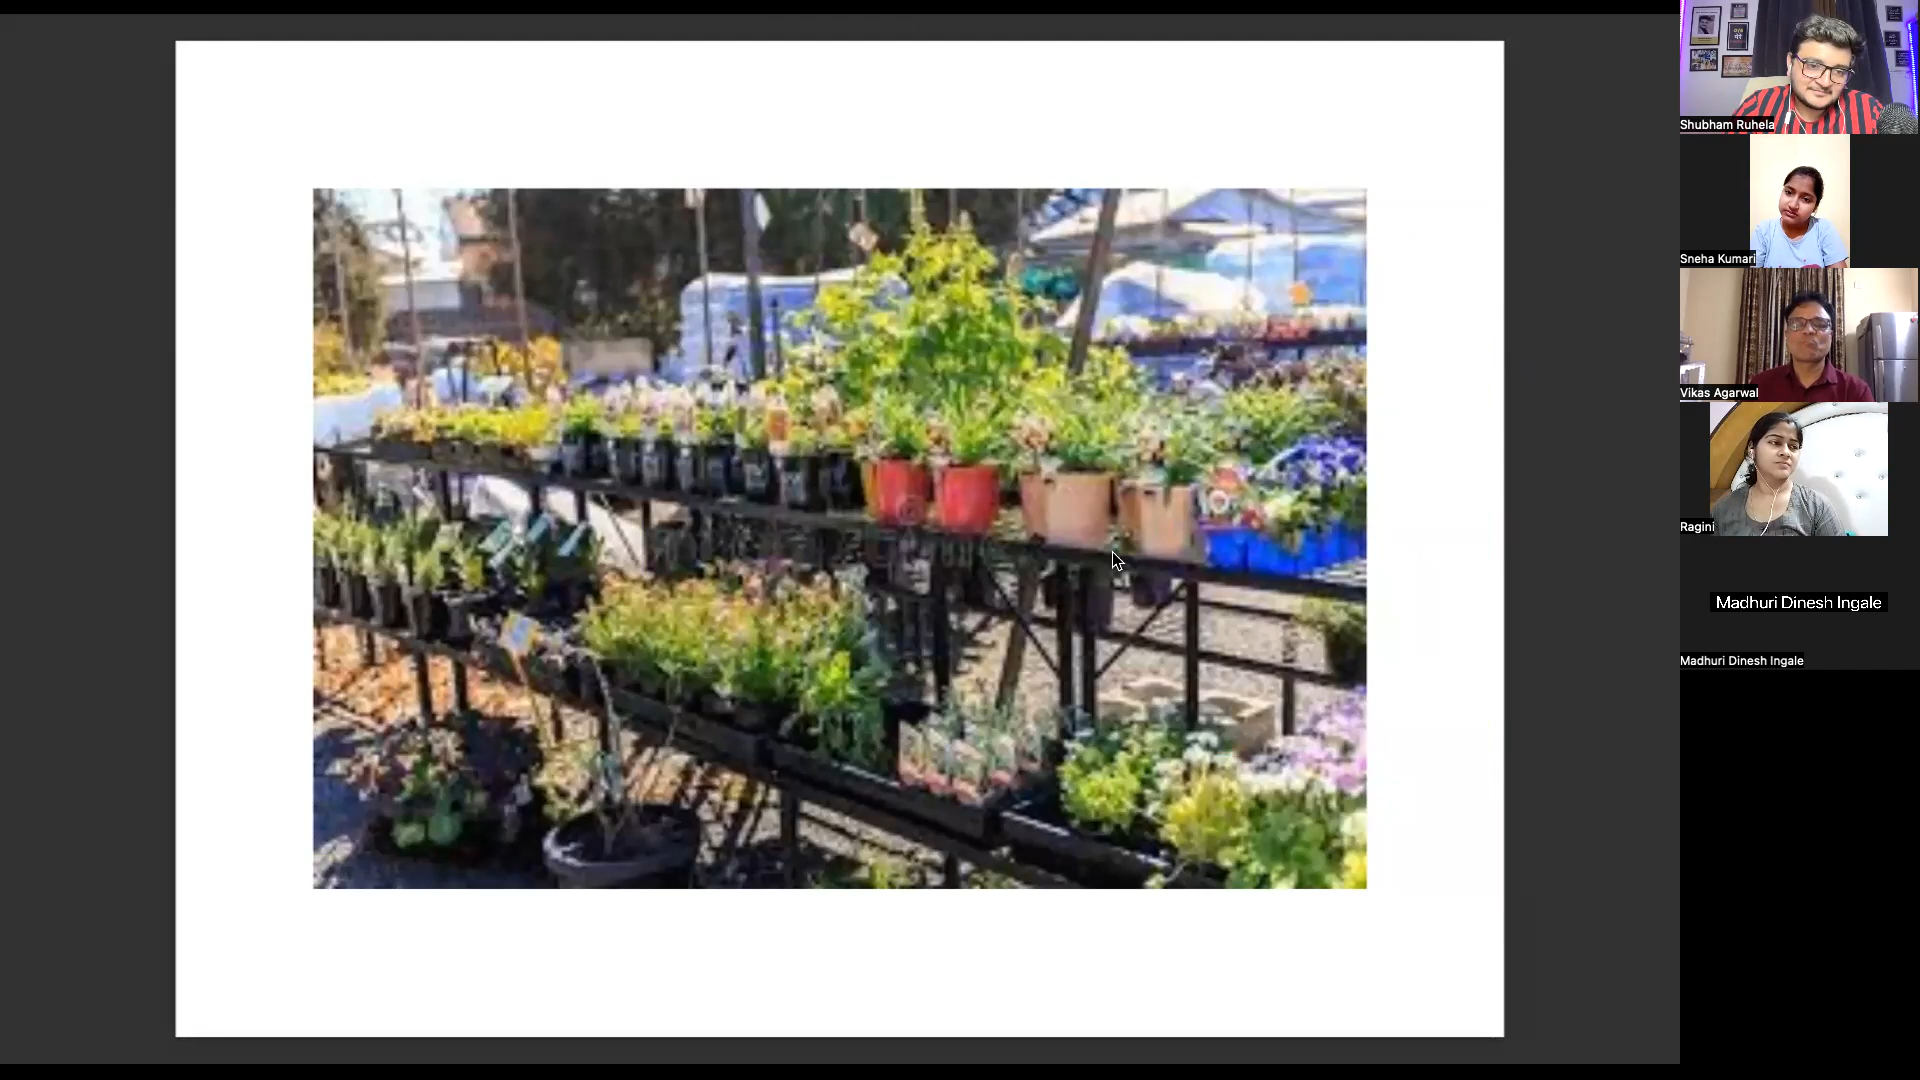 Shubham Ruhela
Sneha Kumari
Vikas Agarwal
Ragini
Madhuri Dinesh Ingale
Madhuri Dinesh Ingale